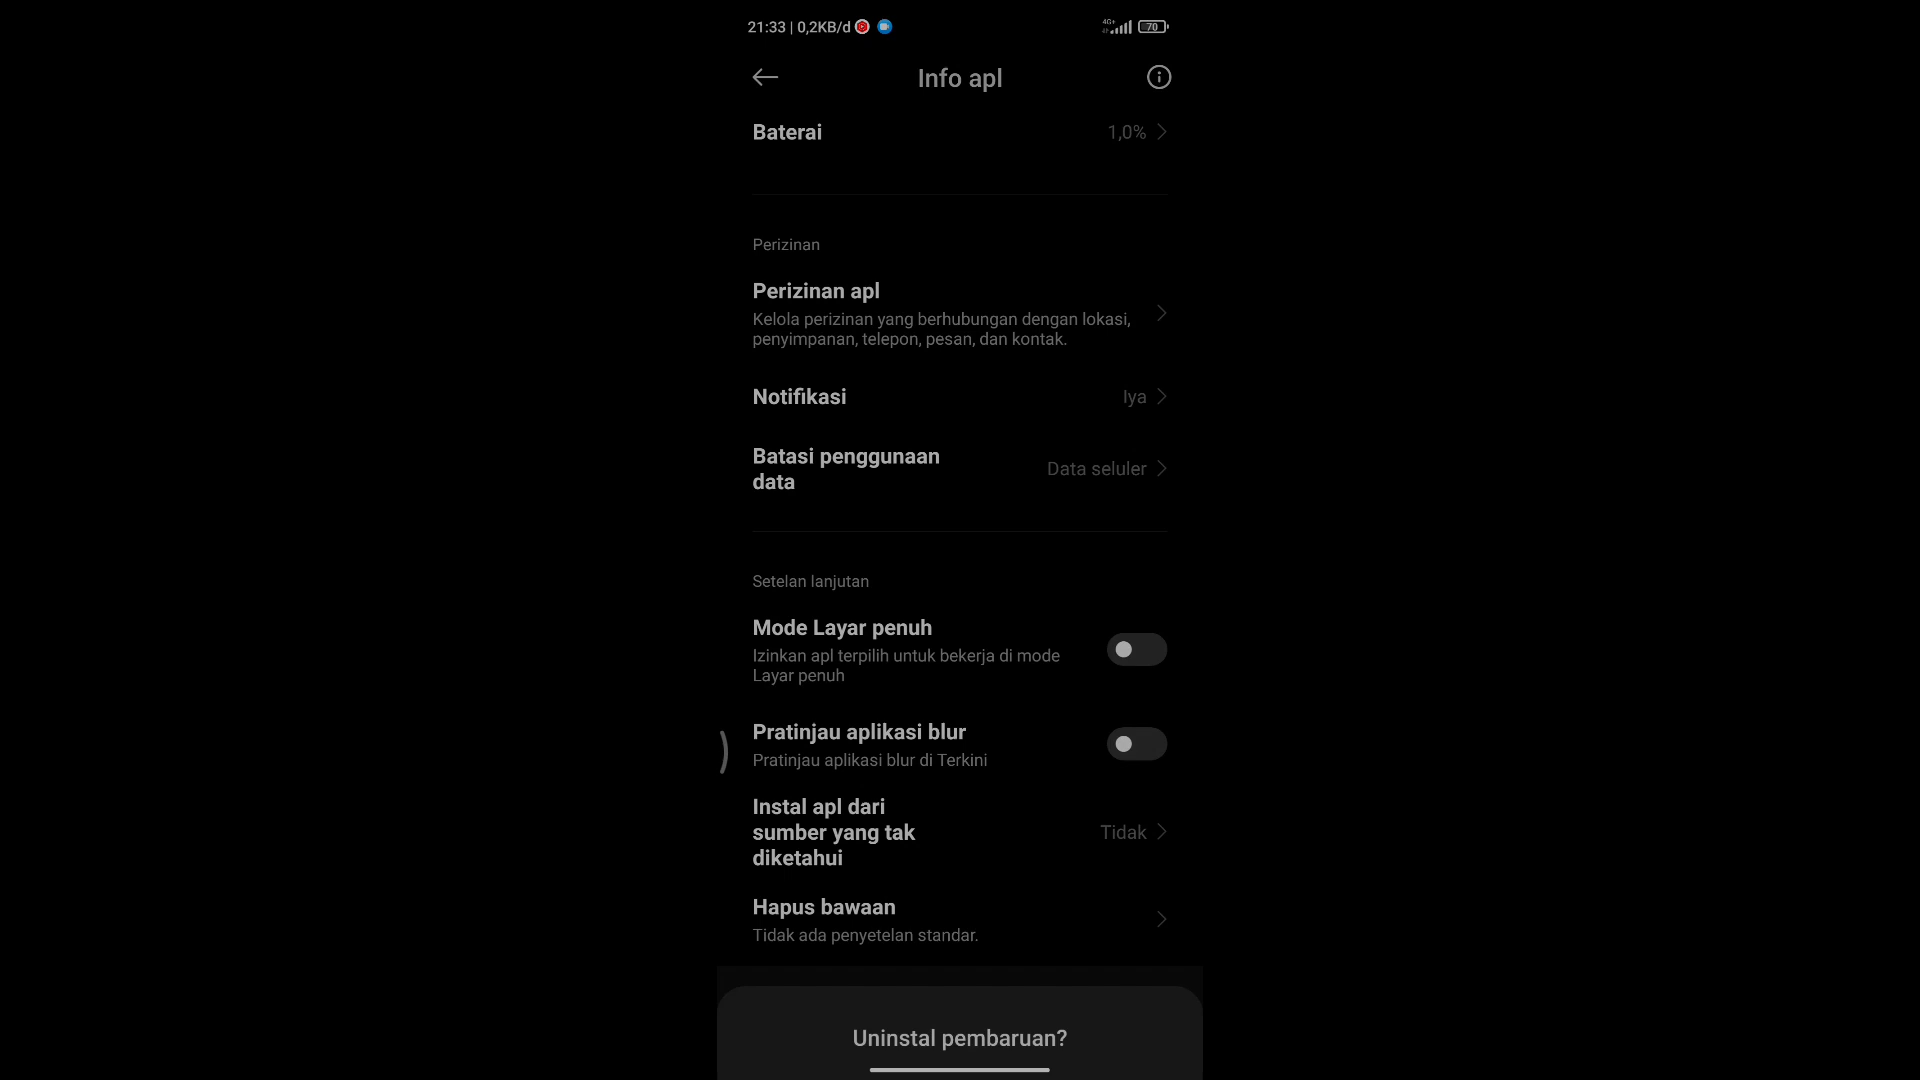 21:33 | 0,2KB/d
4G+
70
Info apl
Baterai
1,0%
Perizinan
Perizinan apl
Kelola perizinan yang berhubungan dengan lokasi,
penyimpanan, telepon, pesan, dan kontak.
Notifikasi
Iya
Batasi penggunaan
data
Data seluler
Setelan lanjutan
Mode Layar penuh
Izinkan apl terpilih untuk bekerja di mode
Layar penuh
Pratinjau aplikasi blur
Pratinjau aplikasi blur di Terkini
Instal apl dari
sumber yang tak
diketahui
Tidak
Hapus bawaan
Tidak ada penyetelan standar.
Uninstal pembaruan?